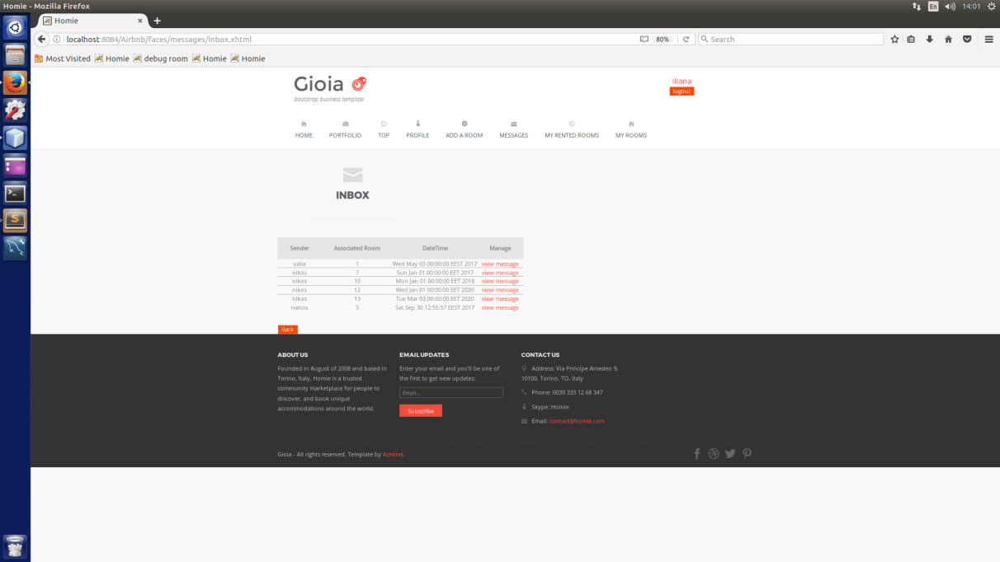 Homie - Mozilla Firefox
En
14:01
Homie
localhost:8084/Airbnb/faces/messages/inbox.xhtml
80%
Search
Most Visited Homie debug room Homie Homie
Gioia
bootstrap business template
iliana
logout
HOME PORTFOLIO TOP PROFILE ADD A ROOM MESSAGES MY RENTED ROOMS MY ROOMS
INBOX
Sender Associated Room DateTime Manage
valia 1 Wed May 03 00:00:00 EEST 2017 view message
nikos 7 Sun Jan 01 00:00:00 EET 2017 view message
nikos 10 Mon Jan 01 00:00:00 EET 2018 view message
nikos 12 Wed Jan 01 00:00:00 EET 2020 view message
nikos 13 Tue Mar 03 00:00:00 EET 2020 view message
nanos 5 Sat Sep 30 12:55:57 EEST 2017 view message
Back
ABOUT US
Founded in August of 2008 and based in
Torino, Italy, Homie is a trusted
community marketplace for people to
discover, and book unique
accommodations around the world.
EMAIL UPDATES
Enter your email and you'll be one of
the first to get new updates:
Email...
Subscribe
CONTACT US
Address: Via Principe Amedeo 9,
10100, Torino, TO, Italy
Phone: 0039 333 12 68 347
Skype: Homie
Email: contact@homie.com
Gioia - All rights reserved. Template by Azmind.